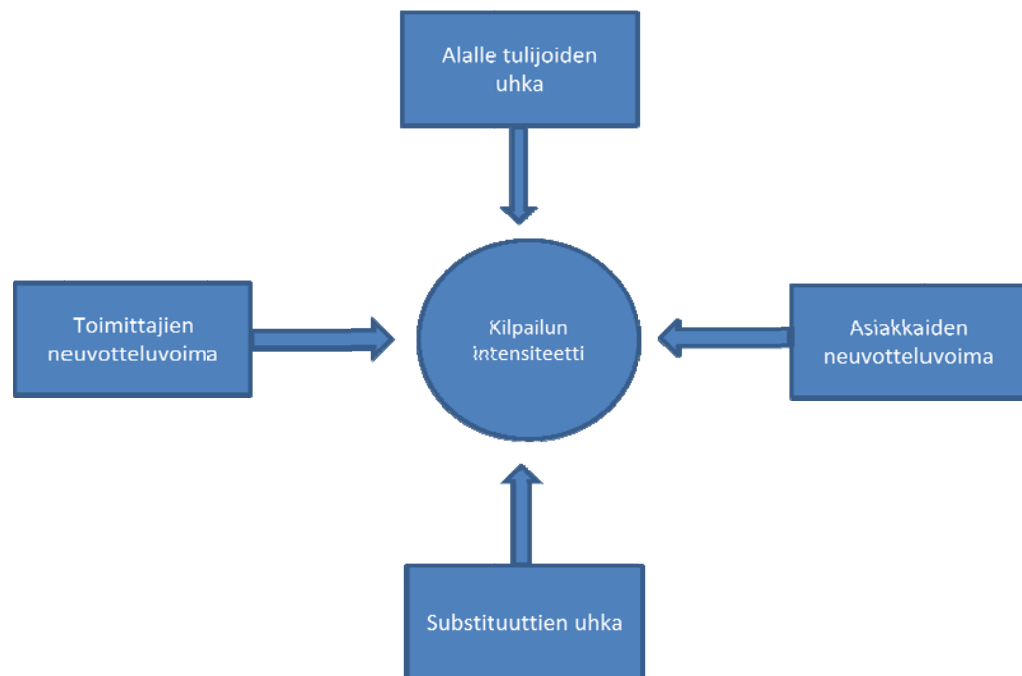 Alalle tulijoiden
uhka
Toimittajien
neuvotteluvoima
Kilpailun
intensiteetti
Asiakkaiden
neuvotteluvoima
Substituuttien uhka